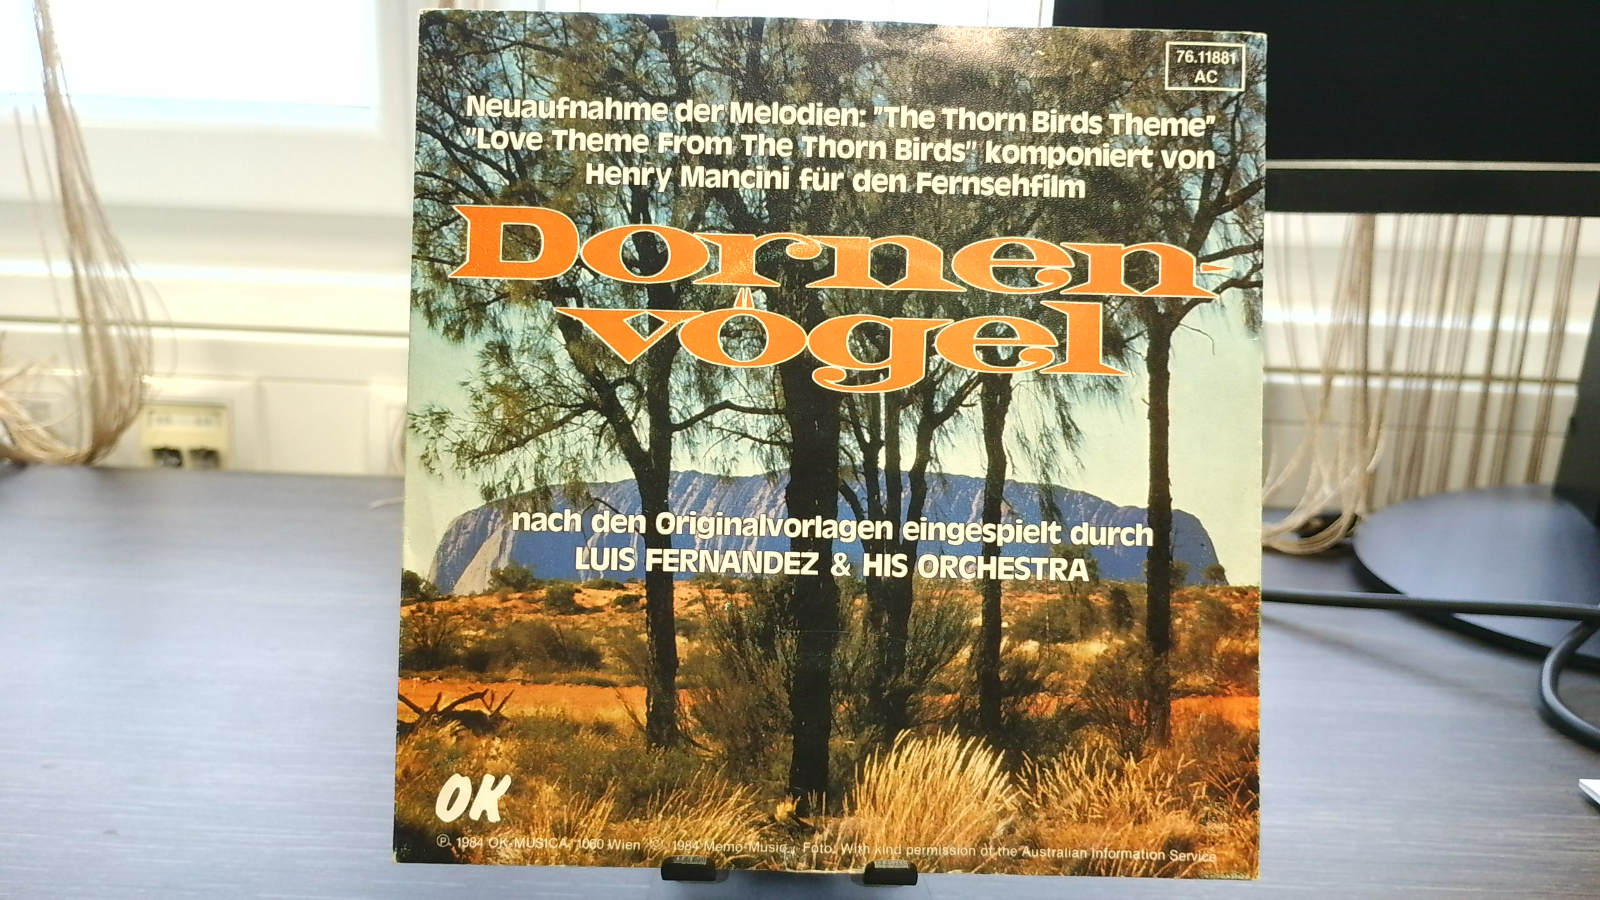 76.11881
AC
Neuaufnahme der Melodien: "The Thorn Birds Theme"
"Love Theme From The Thorn Birds" komponiert von
Henry Mancini für den Fernsehfilm
Dornen-
vögel
nach den Originalvorlagen eingespielt durch
LUIS FERNANDEZ & HIS ORCHESTRA
OK
℗ 1984 OK-MUSICA, 1060 Wien © 1984 Memo-Music, Foto: With kind permission of the Australian Information Service